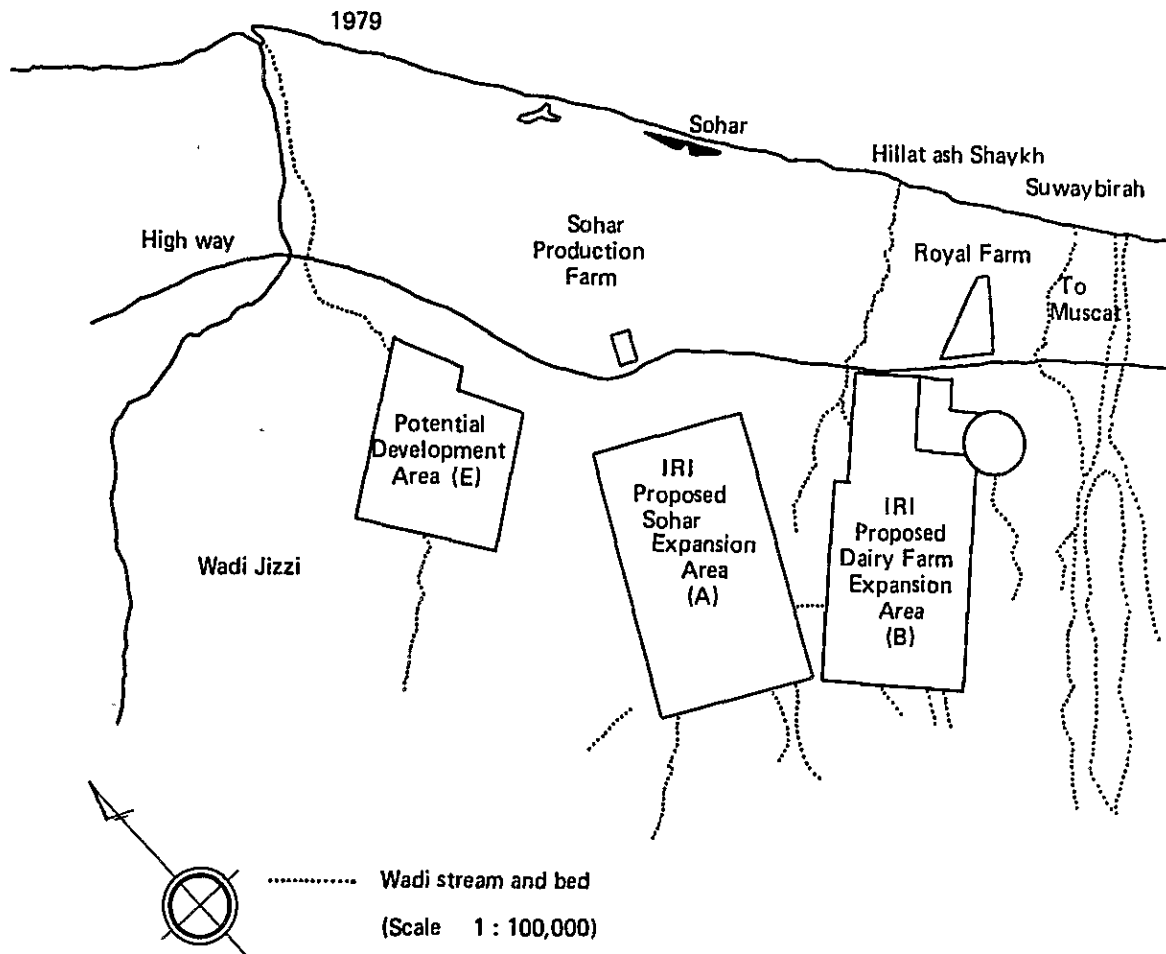 1979
Sohar
Hillat ash Shaykh
Suwaybirah
High way
Sohar
Production
Farm
Royal Farm
To
Muscat
Potential
Development
Area (E)
IRI
Proposed
Sohar
Expansion
Area
(A)
IRI
Proposed
Dairy Farm
Expansion
Area
(B)
Wadi Jizzi
Wadi stream and bed
(Scale 1 : 100,000)